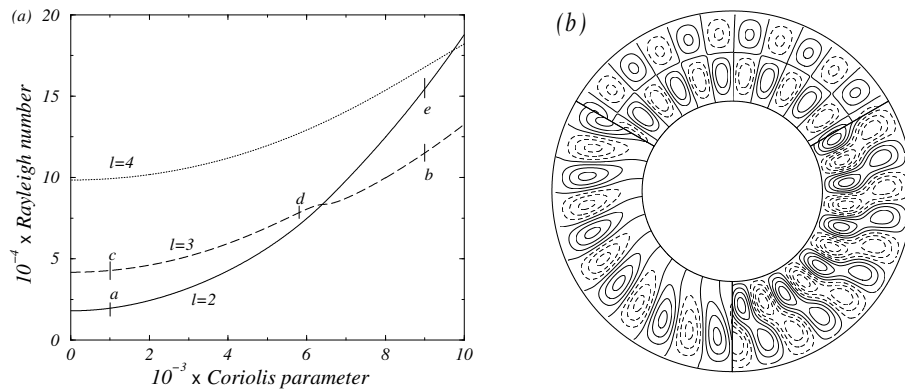 (a)
20
15
10
5
0
10⁻⁴ x Rayleigh number
l=4
e
d
b
l=3
c
a
l=2
0 2 4 6 8 10
10⁻³ x Coriolis parameter
(b)